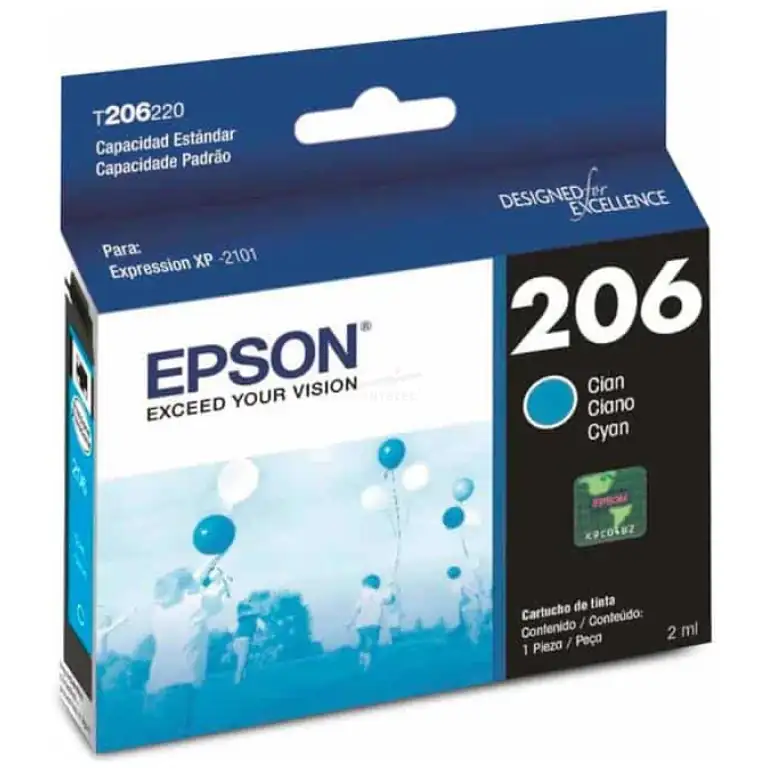 T206220
Capacidad Estándar
Capacidade Padrão
DESIGNED for EXCELLENCE
Para:
Expression XP -2101
EPSON®
EXCEED YOUR VISION
206
Cian
Ciano
Cyan
EPSON
Cartucho de tinta
Contenido / Conteúdo:
1 Pieza / Peça
2 ml
206